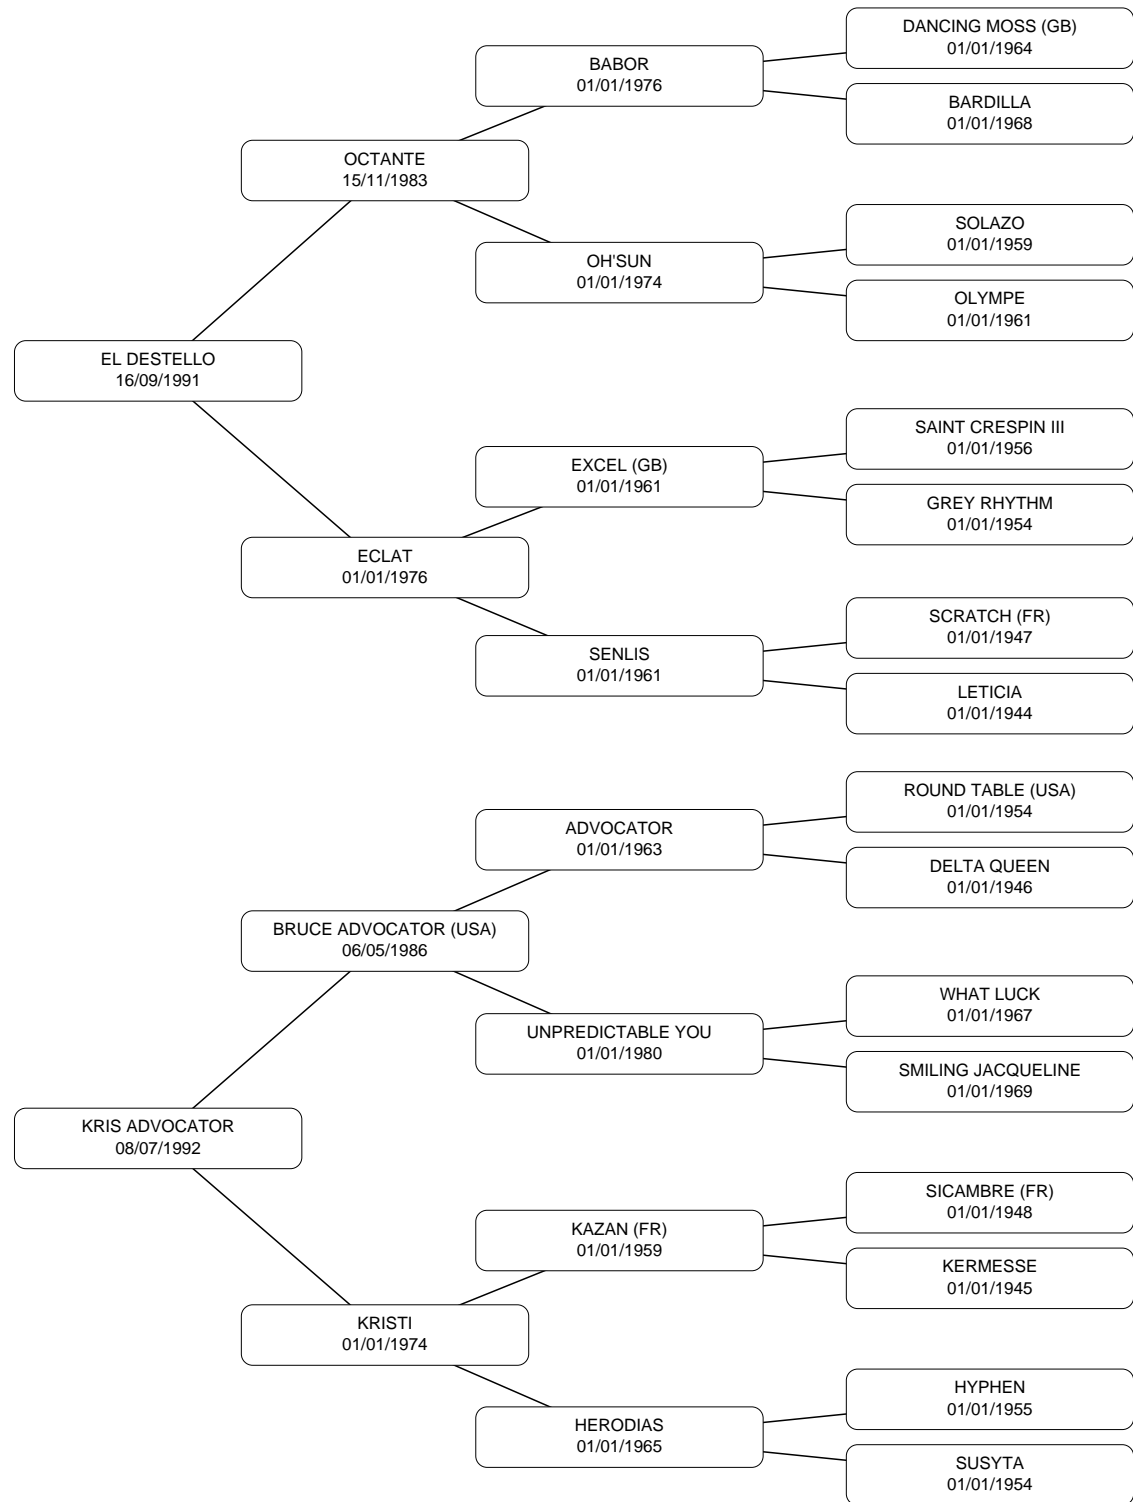 DANCING MOSS (GB)
01/01/1964
BABOR
01/01/1976
BARDILLA
01/01/1968
OCTANTE
15/11/1983
SOLAZO
01/01/1959
OH'SUN
01/01/1974
OLYMPE
01/01/1961
EL DESTELLO
16/09/1991
SAINT CRESPIN III
01/01/1956
EXCEL (GB)
01/01/1961
GREY RHYTHM
01/01/1954
ECLAT
01/01/1976
SCRATCH (FR)
01/01/1947
SENLIS
01/01/1961
LETICIA
01/01/1944
ROUND TABLE (USA)
01/01/1954
ADVOCATOR
01/01/1963
DELTA QUEEN
01/01/1946
BRUCE ADVOCATOR (USA)
06/05/1986
WHAT LUCK
01/01/1967
UNPREDICTABLE YOU
01/01/1980
SMILING JACQUELINE
01/01/1969
KRIS ADVOCATOR
08/07/1992
SICAMBRE (FR)
01/01/1948
KAZAN (FR)
01/01/1959
KERMESSE
01/01/1945
KRISTI
01/01/1974
HYPHEN
01/01/1955
HERODIAS
01/01/1965
SUSYTA
01/01/1954